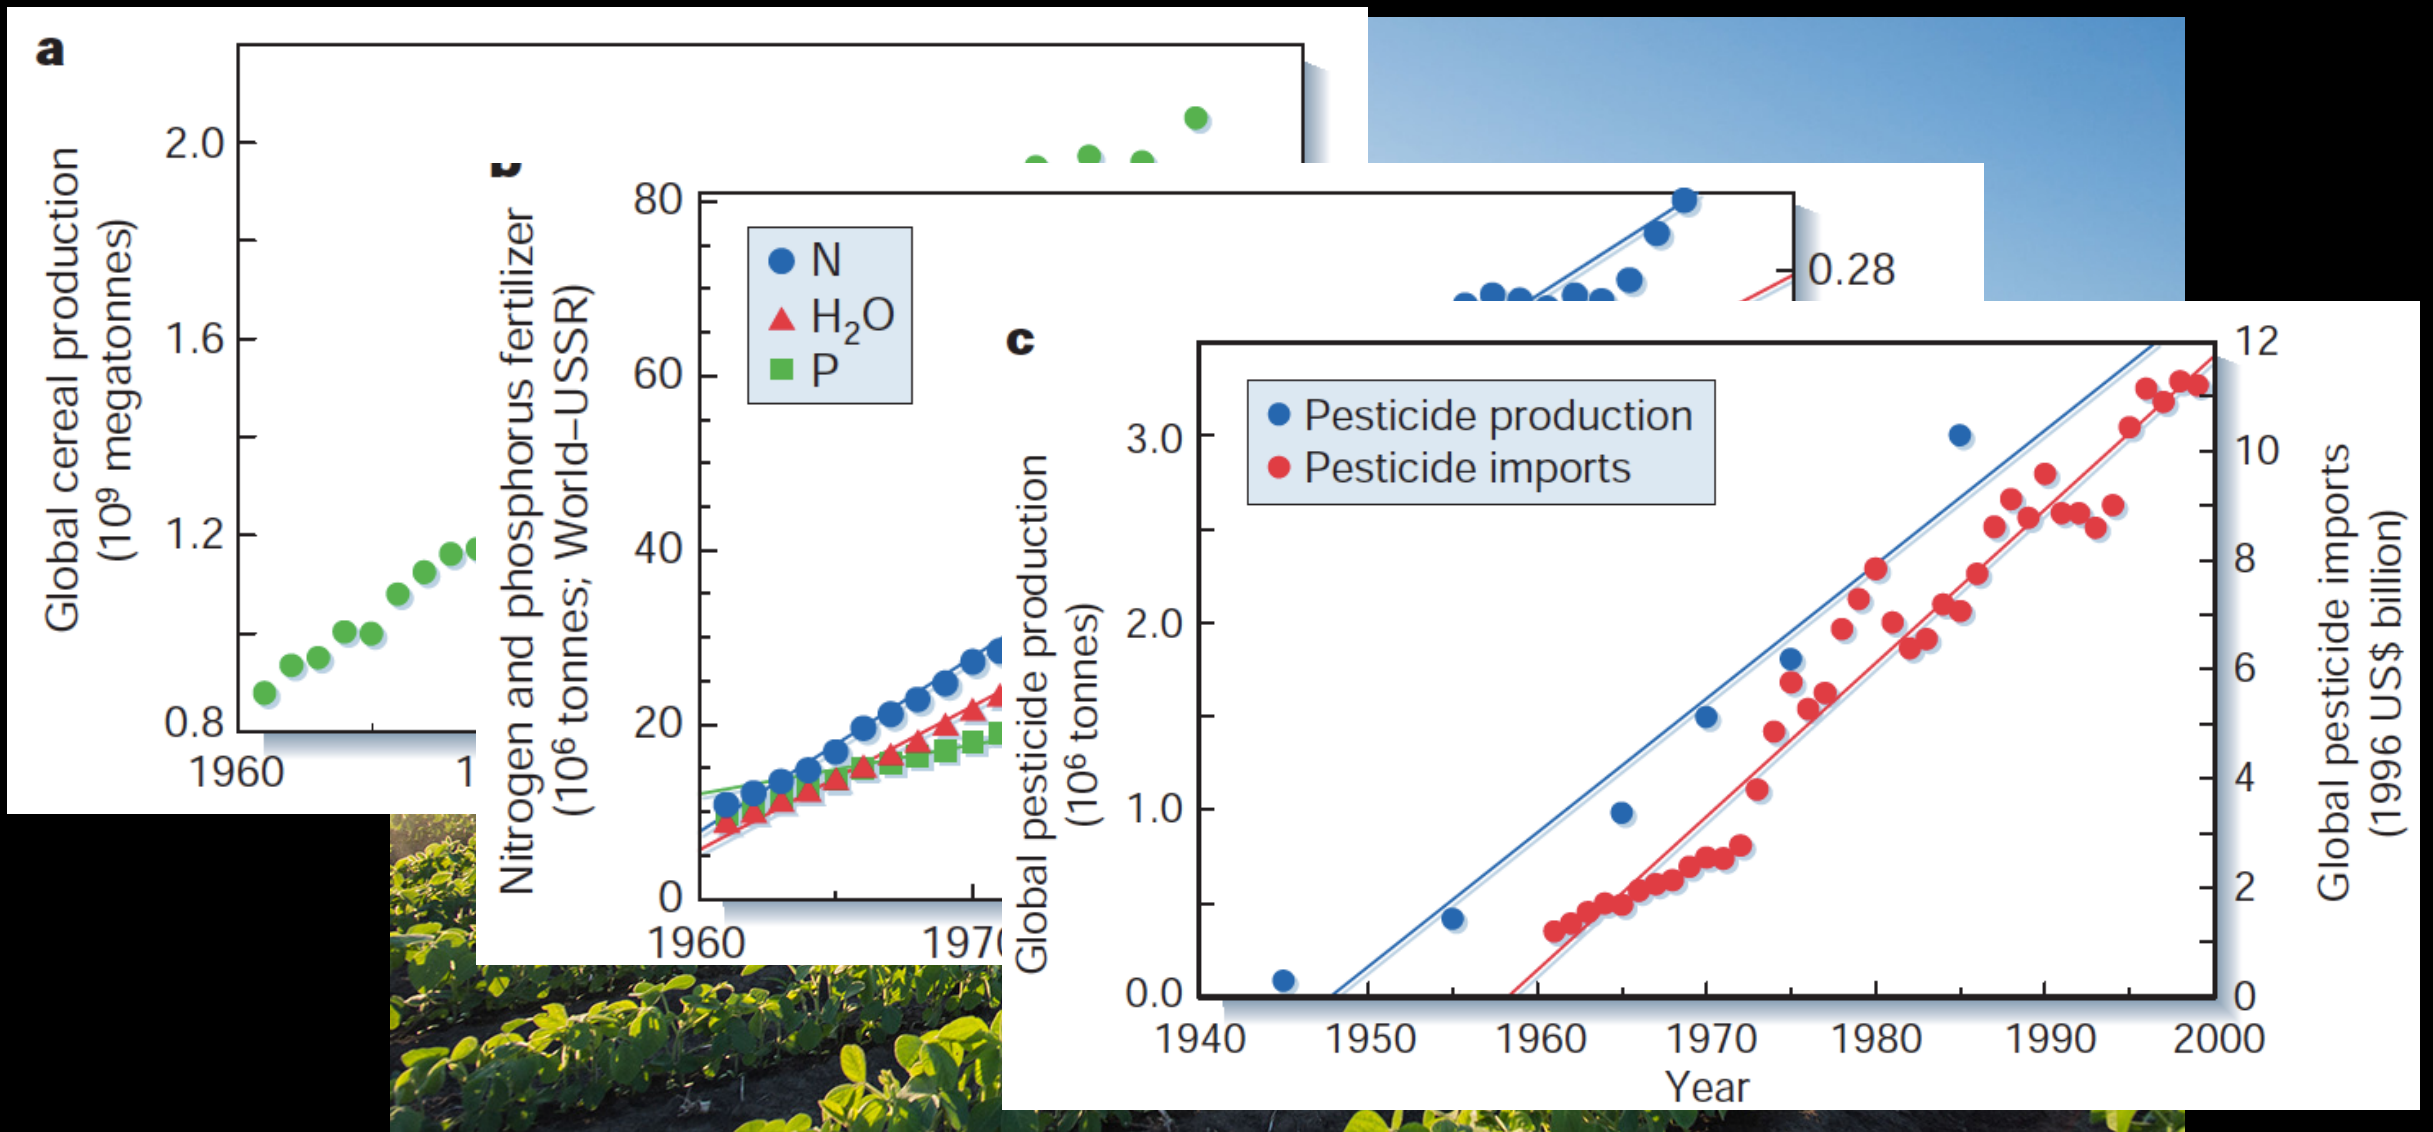 a
Global cereal production
(10⁹ megatonnes)
2.0
1.6
1.2
0.8
1960
1
b
Nitrogen and phosphorus fertilizer
(10⁶ tonnes; World–USSR)
80
60
40
20
0
1960
1970
N
H₂O
P
0.28
c
Global pesticide production
(10⁶ tonnes)
3.0
2.0
1.0
0.0
Pesticide production
Pesticide imports
12
10
8
6
4
2
0
Global pesticide imports
(1996 US$ billion)
1940 1950 1960 1970 1980 1990 2000
Year